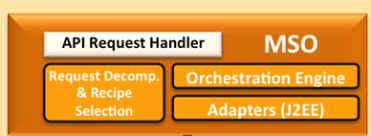 API Request Handler
MSO
Request Decomp.
& Recipe
Selection
Orchestration Engine
Adapters (J2EE)